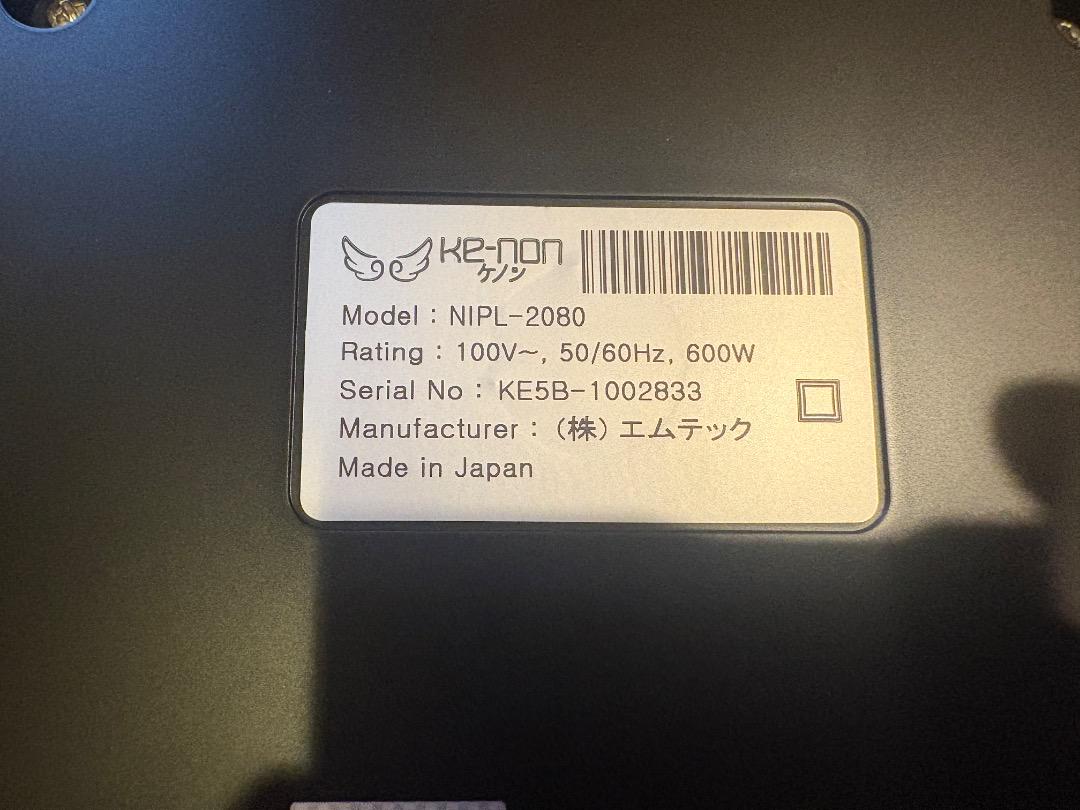 ke-non
ケノン
Model : NIPL-2080
Rating : 100V～, 50/60Hz, 600W
Serial No : KE5B-1002833
Manufacturer : (株) エムテック
Made in Japan